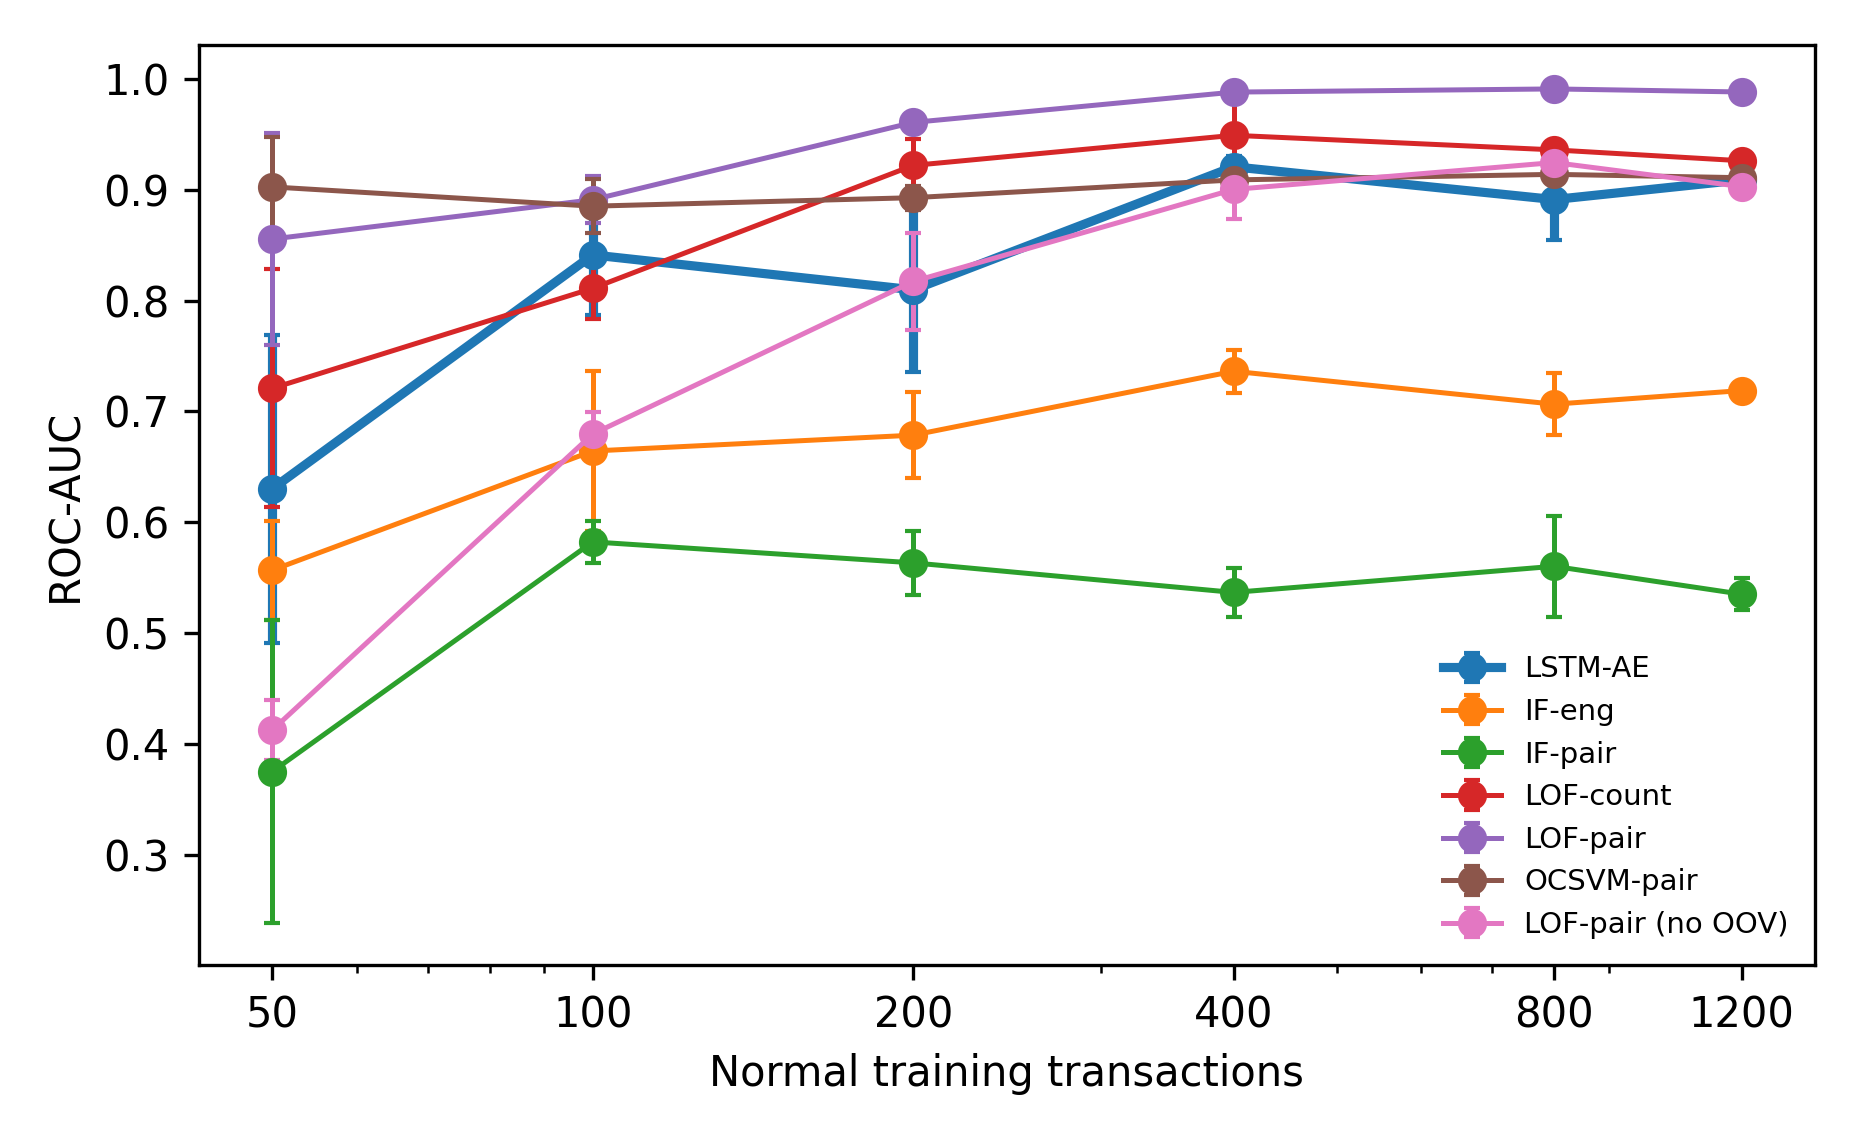 1.0
0.9
0.8
0.7
0.6
0.5
0.4
0.3
ROC-AUC
50
100
200
400
800
1200
Normal training transactions
LSTM-AE
IF-eng
IF-pair
LOF-count
LOF-pair
OCSVM-pair
LOF-pair (no OOV)